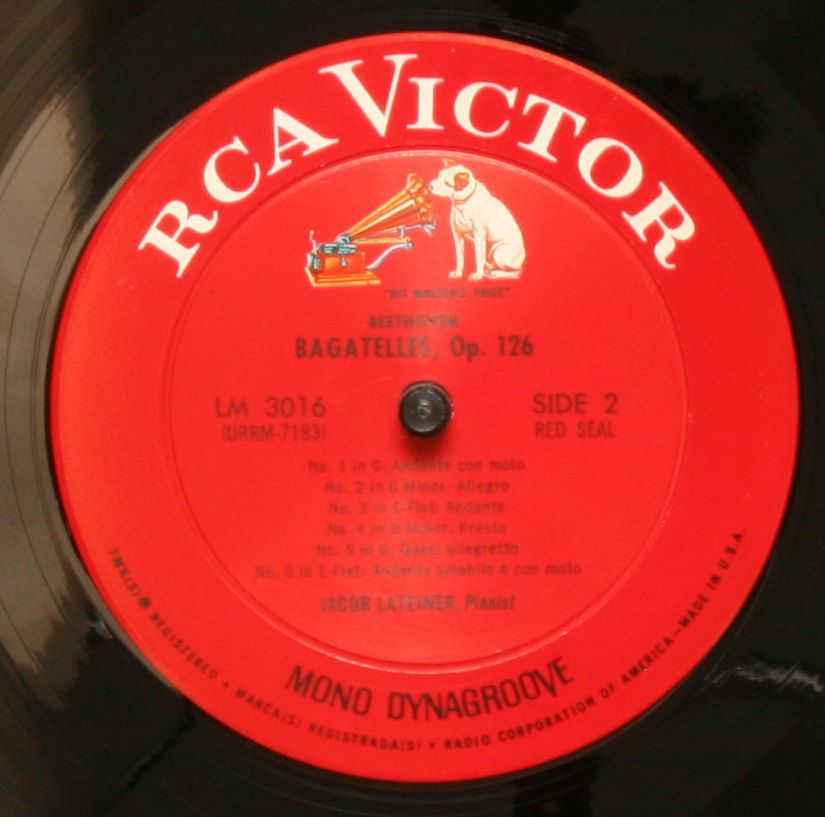 RCA VICTOR
"HIS MASTER'S VOICE"
BEETHOVEN
BAGATELLES, Op. 126
LM 3016
(URRM-7183)
SIDE 2
RED SEAL
No. 1 in G: Andante con moto
No. 2 in G Minor: Allegro
No. 3 in E-Flat: Andante
No. 4 in B Minor: Presto
No. 5 in G: Quasi allegretto
No. 6 in E-Flat: Andante amabile e con moto
JACOB LATEINER, Pianist
MONO DYNAGROOVE
TMK(S) ® REGISTERED • MARCA(S) REGISTRADA(S) • RADIO CORPORATION OF AMERICA—MADE IN U.S.A.